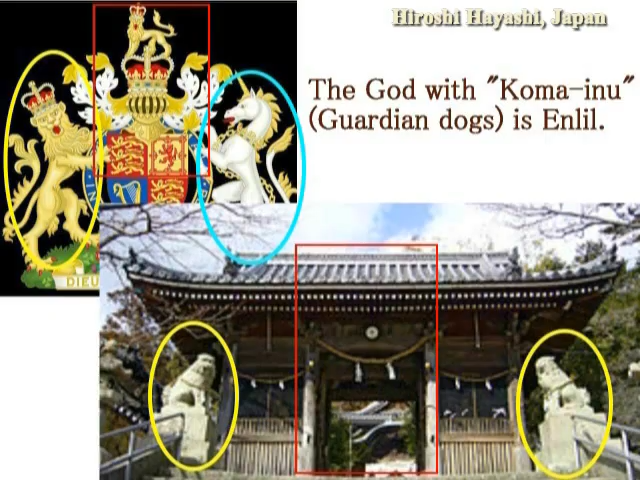 Hiroshi Hayashi, Japan
The God with "Koma-inu"
(Guardian dogs) is Enlil.
DIEU